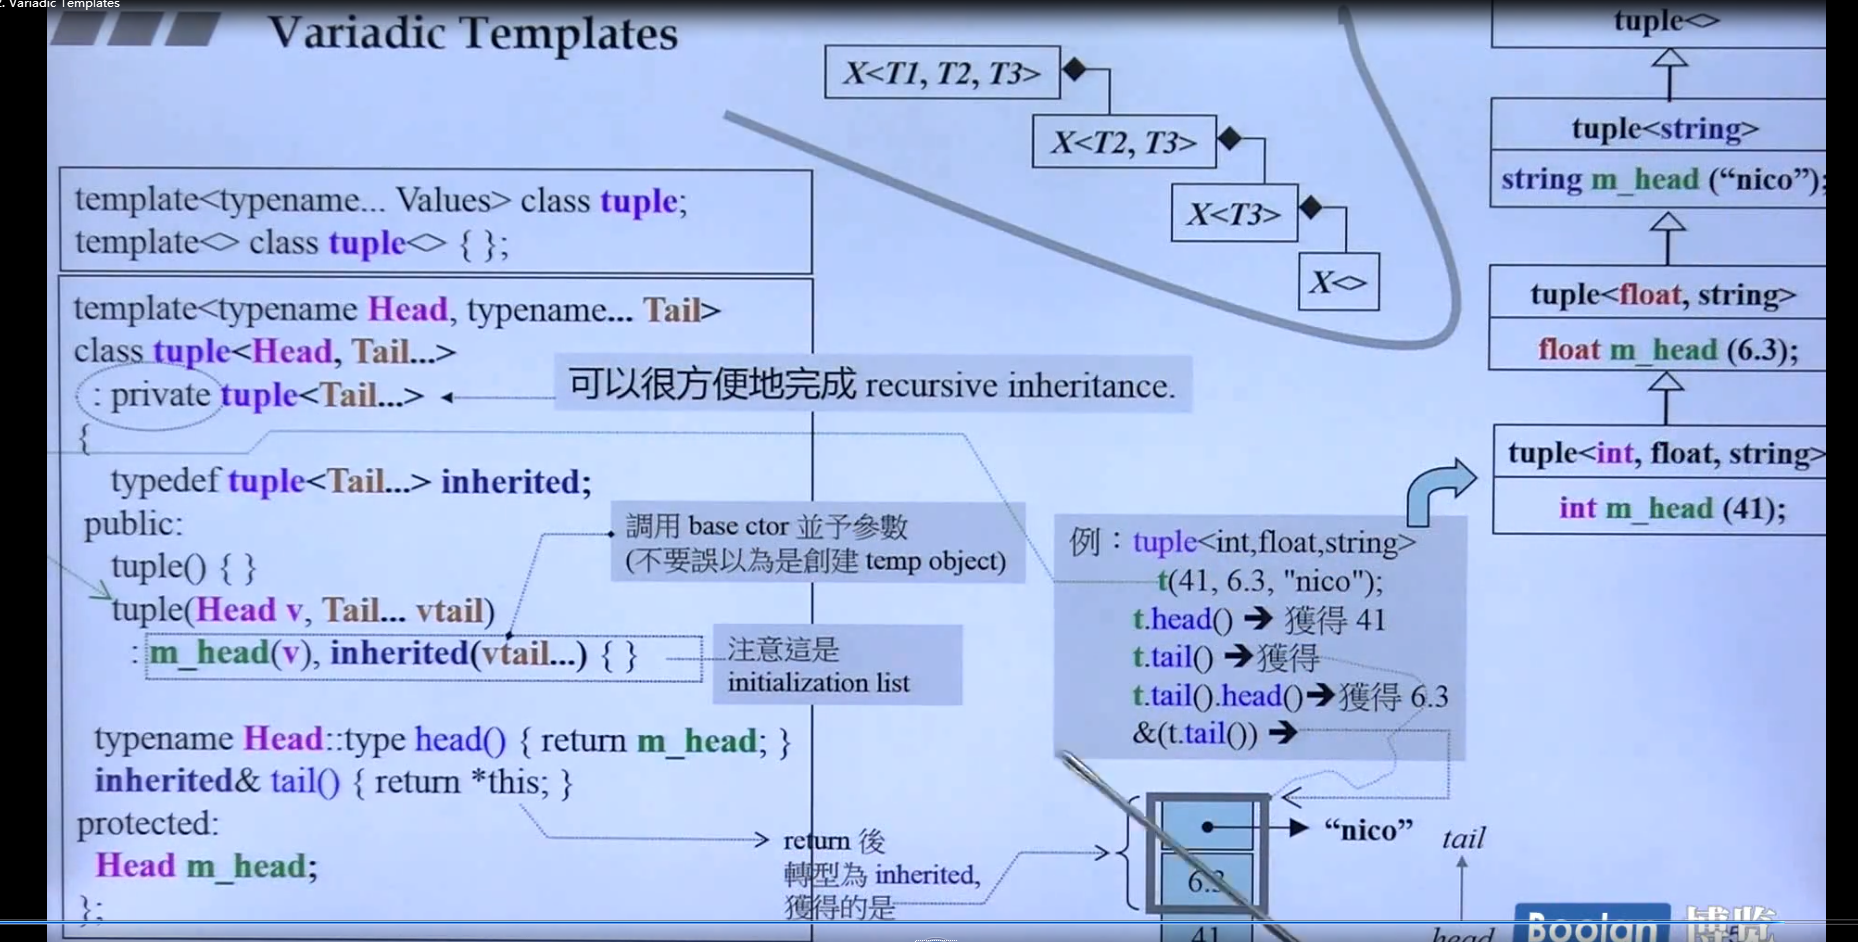 2. Variadic Templates
Variadic Templates
template<typename... Values> class tuple;
template<> class tuple<> { };
template<typename Head, typename... Tail>
class tuple<Head, Tail...>
: private tuple<Tail...>
{
typedef tuple<Tail...> inherited;
public:
tuple() { }
tuple(Head v, Tail... vtail)
: m_head(v), inherited(vtail...) { }
typename Head::type head() { return m_head; }
inherited& tail() { return *this; }
protected:
Head m_head;
};
可以很方便地完成 recursive inheritance.
調用 base ctor 並予參數
(不要誤以為是創建 temp object)
注意這是
initialization list
return 後
轉型為 inherited,
獲得的是
X<T1, T2, T3>
X<T2, T3>
X<T3>
X<>
例：tuple<int,float,string>
t(41, 6.3, "nico");
t.head() ➔ 獲得 41
t.tail() ➔獲得
t.tail().head()➔獲得 6.3
&(t.tail()) ➔
tuple<>
tuple<string>
string m_head (“nico”);
tuple<float, string>
float m_head (6.3);
tuple<int, float, string>
int m_head (41);
“nico”
6.3
41
tail
head
Boolan 博览